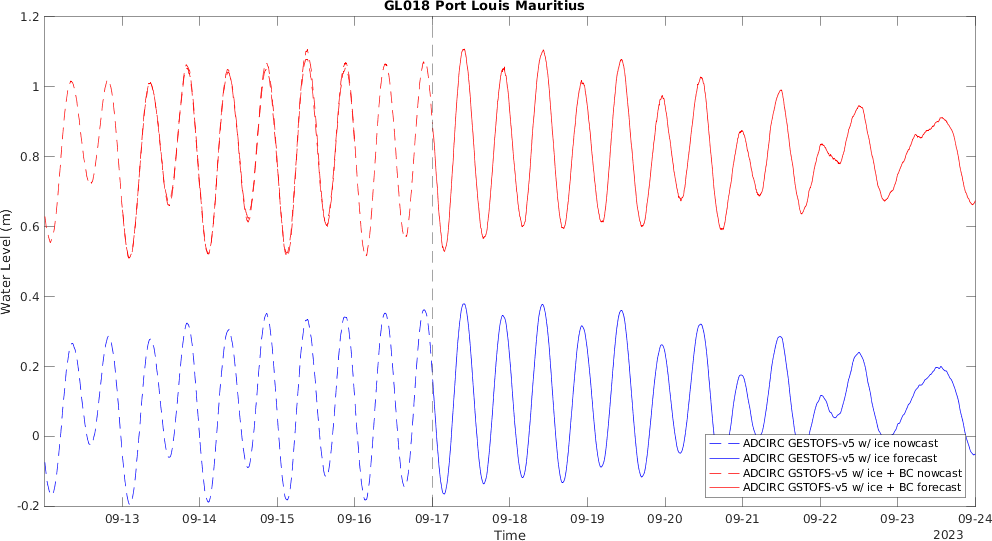 GL018 Port Louis Mauritius
1.2
1
0.8
0.6
0.4
0.2
0
-0.2
Water Level (m)
ADCIRC GESTOFS-v5 w/ ice nowcast
ADCIRC GESTOFS-v5 w/ ice forecast
ADCIRC GSTOFS-v5 w/ ice + BC nowcast
ADCIRC GSTOFS-v5 w/ ice + BC forecast
09-13 09-14 09-15 09-16 09-17 09-18 09-19 09-20 09-21 09-22 09-23 09-24
Time
2023